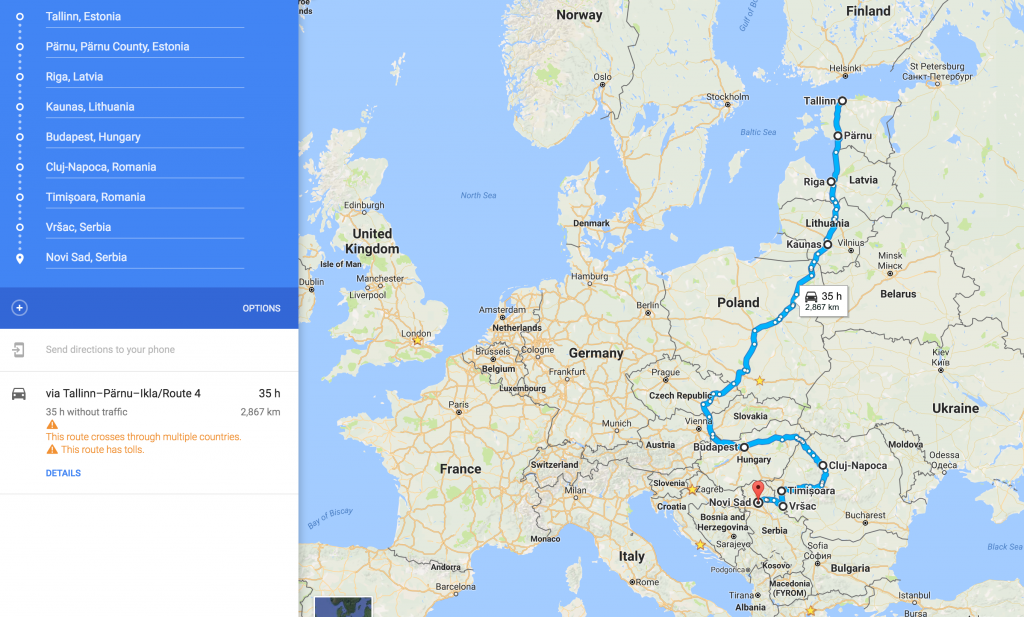 Tallinn, Estonia
Pärnu, Pärnu County, Estonia
Riga, Latvia
Kaunas, Lithuania
Budapest, Hungary
Cluj-Napoca, Romania
Timișoara, Romania
Vršac, Serbia
Novi Sad, Serbia
OPTIONS
Send directions to your phone
via Tallinn–Pärnu–Ikla/Route 4
35 h
35 h without traffic
2,867 km
This route crosses through multiple countries.
This route has tolls.
DETAILS
Norway
Finland
Oslo
Helsinki
St Petersburg
Санкт-Петербург
Stockholm
Tallinn
Baltic Sea
Pärnu
Riga
Latvia
North Sea
Edinburgh
United
Kingdom
Denmark
Lithuania
Kaunas
Vilnius
Isle of Man
Minsk
Мінск
Dublin
Manchester
Liverpool
Hamburg
35 h
2,867 km
Belarus
Poland
Amsterdam
Berlin
Netherlands
London
Brussels
Cologne
Germany
Belgium
Kiev
Київ
Frankfurt
Prague
Luxembourg
Czech Republic
Paris
Ukraine
Slovakia
Vienna
Munich
Austria
Budapest
Hungary
Moldova
Odessa
Одеса
France
Switzerland
Cluj-Napoca
Slovenia
Zagreb
Timișoara
Milan
Novi Sad
Croatia
Vršac
Bay of Biscay
Bosnia and
Herzegovina
Bucharest
Serbia
Monaco
Sarajevo
Black Sea
Italy
Sofia
София
Andorra
Podgorica
Kosovo
Bulgaria
Barcelona
Rome
Macedonia
(FYROM)
Tirana
Istanbul
Albania
Bursa